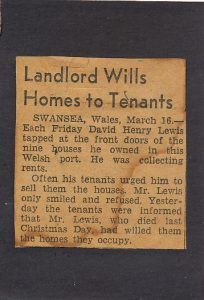 Landlord Wills
Homes to Tenants
SWANSEA, Wales, March 16.—
Each Friday David Henry Lewis
tapped at the front doors of the
nine houses he owned in this
Welsh port. He was collecting
rents.
Often his tenants urged him to
sell them the houses. Mr. Lewis
only smiled and refused. Yester-
day the tenants were informed
that Mr. Lewis, who died last
Christmas Day, had willed them
the homes they occupy.